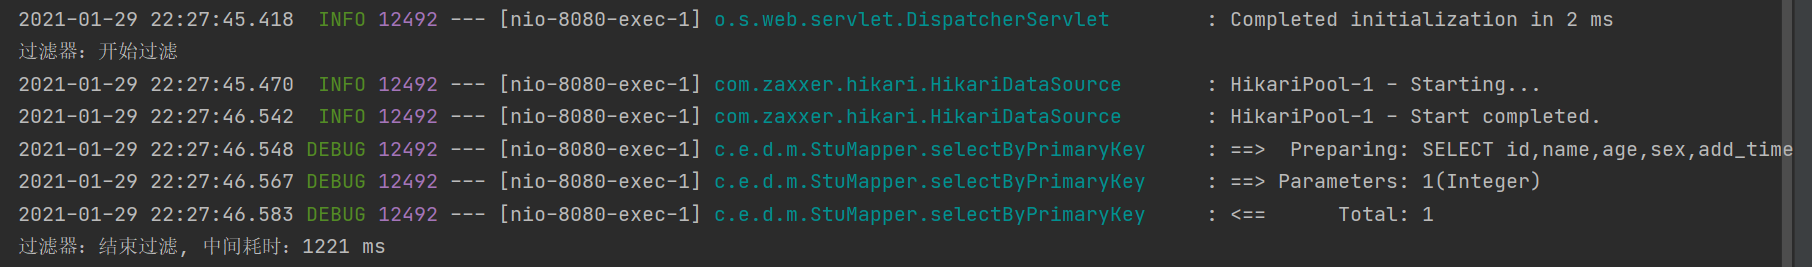 2021-01-29 22:27:45.418  INFO 12492 --- [nio-8080-exec-1] o.s.web.servlet.DispatcherServlet        : Completed initialization in 2 ms
过滤器：开始过滤
2021-01-29 22:27:45.470  INFO 12492 --- [nio-8080-exec-1] com.zaxxer.hikari.HikariDataSource       : HikariPool-1 - Starting...
2021-01-29 22:27:46.542  INFO 12492 --- [nio-8080-exec-1] com.zaxxer.hikari.HikariDataSource       : HikariPool-1 - Start completed.
2021-01-29 22:27:46.548 DEBUG 12492 --- [nio-8080-exec-1] c.e.d.m.StuMapper.selectByPrimaryKey     : ==>  Preparing: SELECT id,name,age,sex,add_time
2021-01-29 22:27:46.567 DEBUG 12492 --- [nio-8080-exec-1] c.e.d.m.StuMapper.selectByPrimaryKey     : ==> Parameters: 1(Integer)
2021-01-29 22:27:46.583 DEBUG 12492 --- [nio-8080-exec-1] c.e.d.m.StuMapper.selectByPrimaryKey     : <==      Total: 1
过滤器：结束过滤, 中间耗时：1221 ms